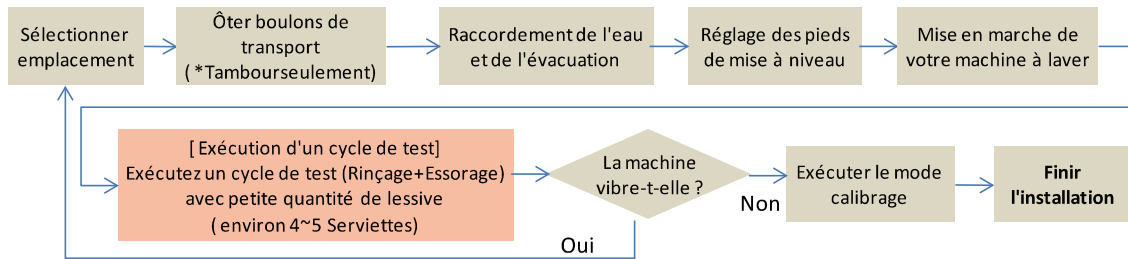 Sélectionner
emplacement
Ôter boulons de
transport
( *Tambourseulement)
Raccordement de l'eau
et de l'évacuation
Réglage des pieds
de mise à niveau
Mise en marche de
votre machine à laver
[ Exécution d'un cycle de test]
Exécutez un cycle de test (Rinçage+Essorage)
avec petite quantité de lessive
( environ 4~5 Serviettes)
La machine
vibre-t-elle ?
Oui
Non
Exécuter le mode
calibrage
Finir
l'installation